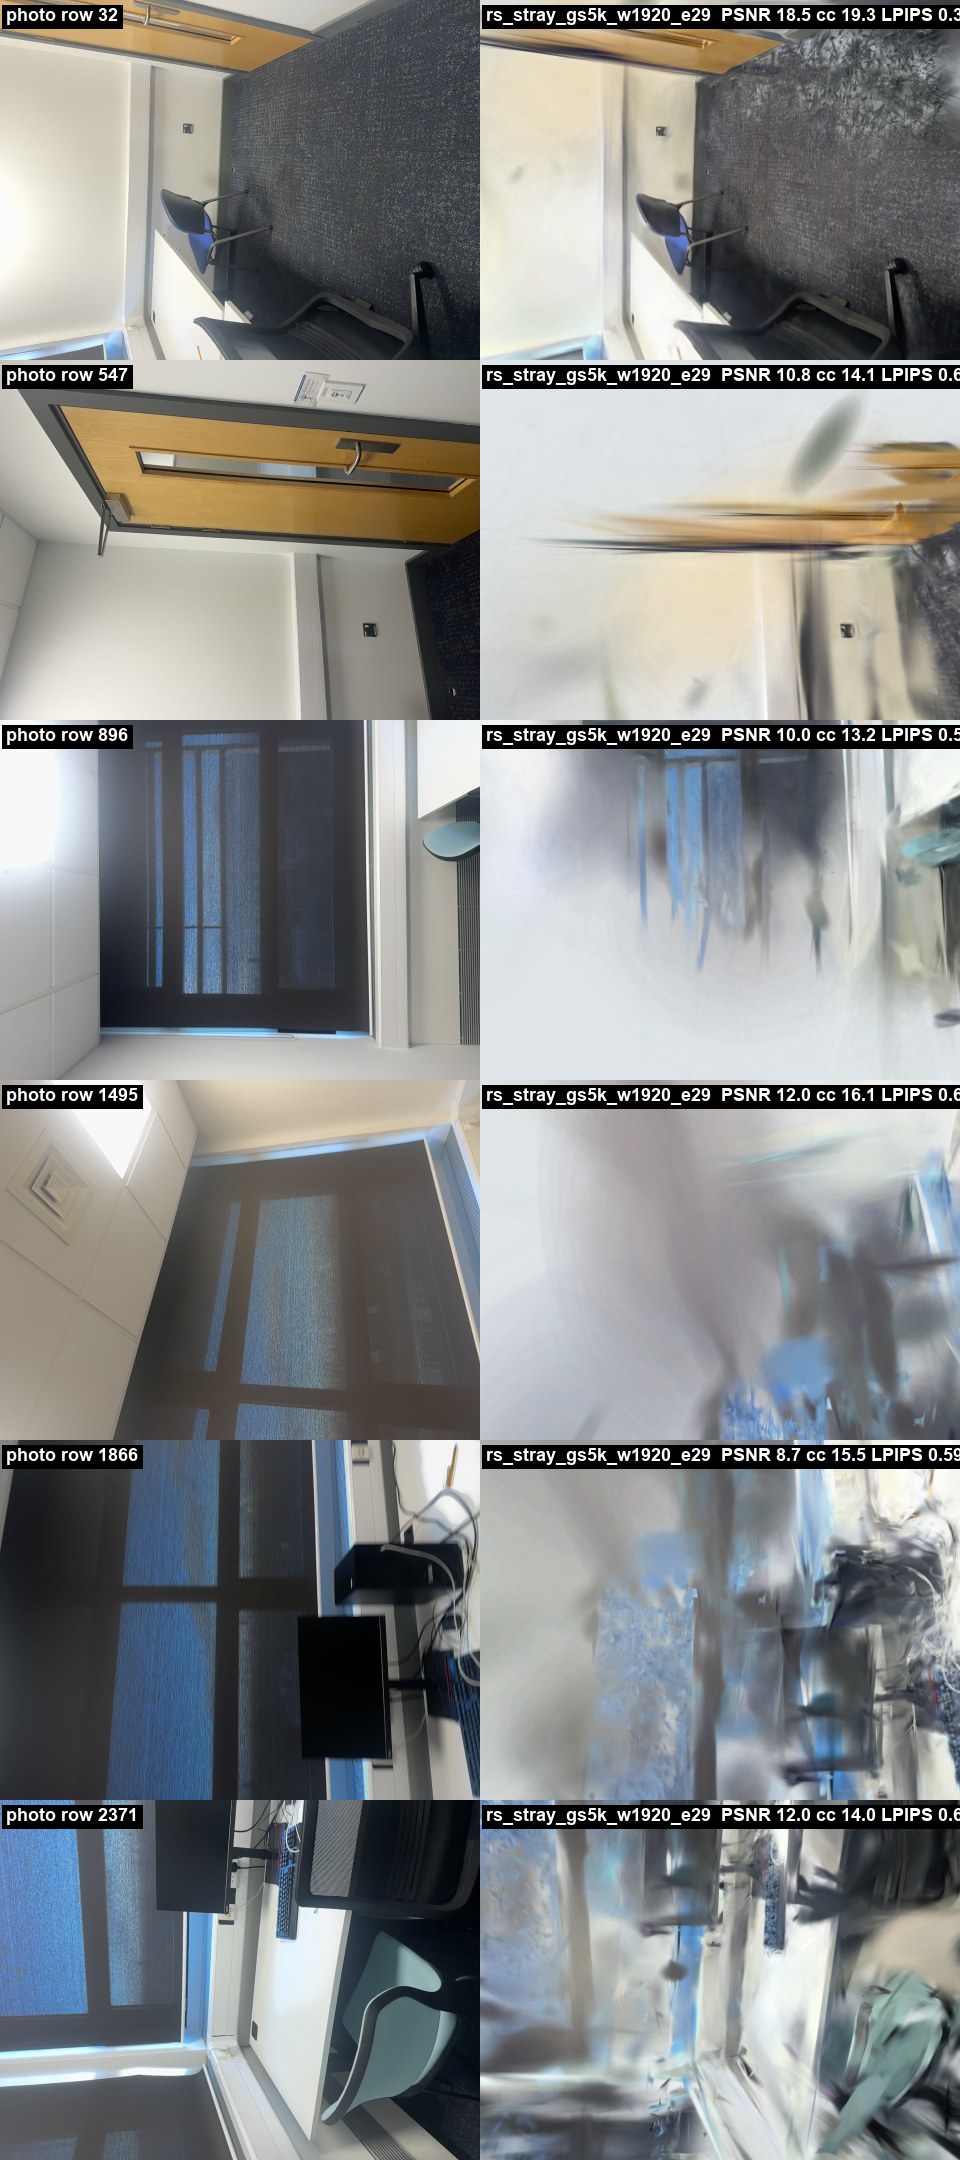 photo row 32
rs_stray_gs5k_w1920_e29 PSNR 18.5 cc 19.3 LPIPS 0.3
photo row 547
rs_stray_gs5k_w1920_e29 PSNR 10.8 cc 14.1 LPIPS 0.6
photo row 896
rs_stray_gs5k_w1920_e29 PSNR 10.0 cc 13.2 LPIPS 0.5
photo row 1495
rs_stray_gs5k_w1920_e29 PSNR 12.0 cc 16.1 LPIPS 0.6
photo row 1866
rs_stray_gs5k_w1920_e29 PSNR 8.7 cc 15.5 LPIPS 0.59
photo row 2371
rs_stray_gs5k_w1920_e29 PSNR 12.0 cc 14.0 LPIPS 0.6